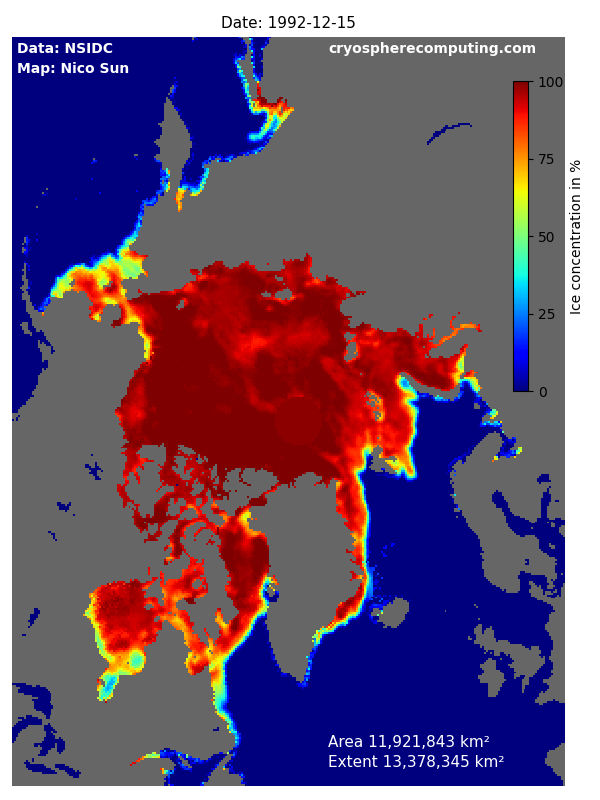 Date: 1992-12-15
Data: NSIDC
Map: Nico Sun
cryospherecomputing.com
100
75
50
25
0
Ice concentration in %
Area 11,921,843 km²
Extent 13,378,345 km²